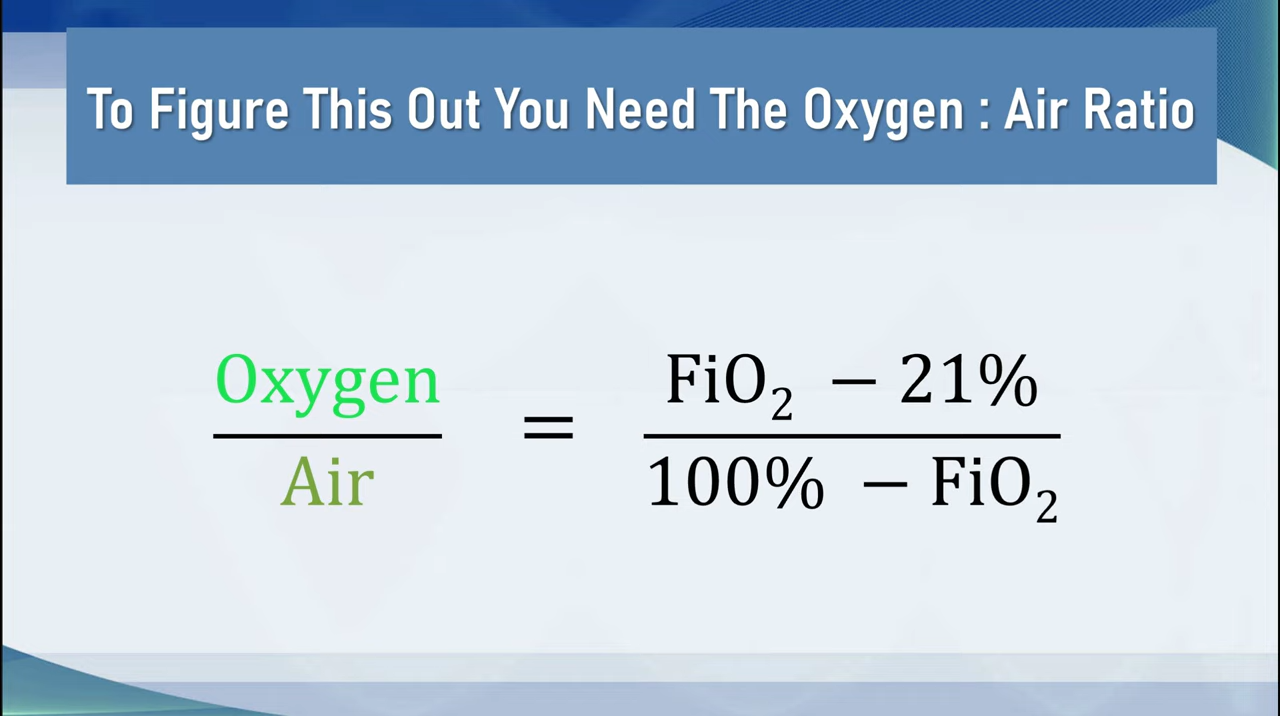 To Figure This Out You Need The Oxygen : Air Ratio
Oxygen
Air
=
FiO₂ − 21%
100% − FiO₂